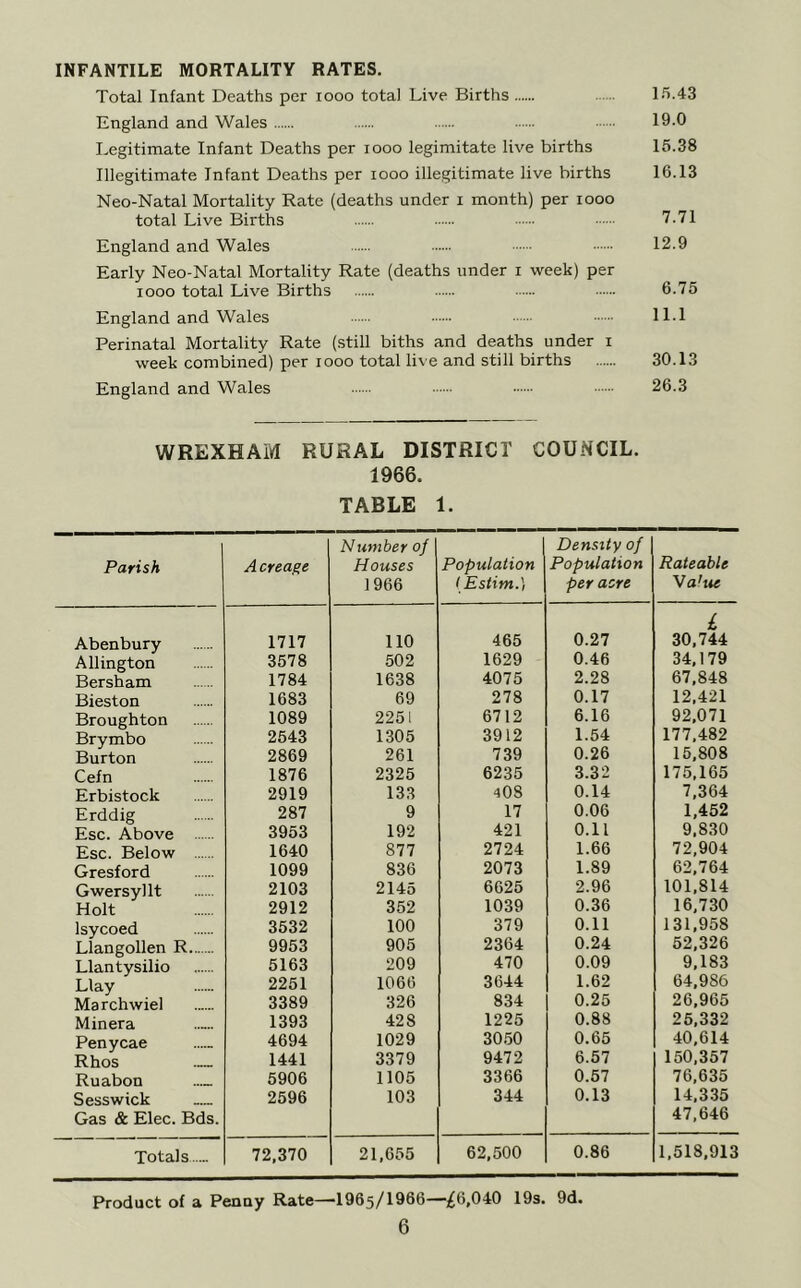 INFANTILE MORTALITY RATES.
Total Infant Deaths per 1000 total Live Births ...... ...... 15.43
England and Wales ...... ...... ...... ...... ...... 19.0
Legitimate Infant Deaths per 1000 legimitate live births 15.38
Illegitimate Infant Deaths per 1000 illegitimate live births 16.13
Neo-Natal Mortality Rate (deaths under 1 month) per 1000
total Live Births ...... ...... ...... ...... 7.71
England and Wales ...... ...... ...... ...... 12.9
Early Neo-Natal Mortality Rate (deaths under 1 week) per
1000 total Live Births ...... ...... ...... ...... 6.75
England and Wales ...... ...... ...... ...... 11.1
Perinatal Mortality Rate (still biths and deaths under 1
week combined) per 1000 total live and still births ...... 30.13
England and Wales ...... ...... ...... ...... 26.3
WREXHAM RURAL DISTRICT COUNCIL.
1966.
TABLE 1.
Parish | Acreage | Number of Houses 1966 | Population (Estim.) | Density of Population per acre | Rateable Value
£
Abenbury ...... 1717 110 465 0.27 30,744
Allington ...... 3578 502 1629 0.46 34,179
Bersham ...... 1784 1638 4075 2.28 67,848
Bieston ...... 1683 69 278 0.17 12,421
Broughton ...... 1089 2251 6712 6.16 92,071
Brymbo ...... 2543 1305 3912 1.54 177,482
Burton ...... 2869 261 739 0.26 15,808
Cefn ...... 1876 2325 6235 3.32 175,165
Erbistock ...... 2919 133 408 0.14 7,364
Erddig ...... 287 9 17 0.06 1,452
Esc. Above ...... 3953 192 421 0.11 9,830
Esc. Below ...... 1640 877 2724 1.66 72,904
Gresford ...... 1099 836 2073 1.89 62,764
Gwersyllt ...... 2103 2145 6625 2.96 101,814
Holt ...... 2912 352 1039 0.36 16,730
Isycoed ...... 3532 100 379 0.11 131,958
Llangollen R....... 9953 905 2364 0.24 52,326
Llantysilio ...... 5163 209 470 0.09 9,183
Llay ...... 2251 1066 3644 1.62 64,986
Marchwiel ...... 3389 326 834 0.25 26,965
Minera ...... 1393 428 1225 0.88 25,332
Penycae ...... 4694 1029 3050 0.65 40,614
Rhos ...... 1441 3379 9472 6.57 150,357
Ruabon ...... 5906 1105 3366 0.57 76,635
Sesswick ...... 2596 103 344 0.13 14,335
Gas & Elec. Bds. 47,646
Totals ...... 72,370 21,655 62,500 0.86 1,518,913
Product of a Penny Rate—1965/1966—£6,040 19s. 9d.
6